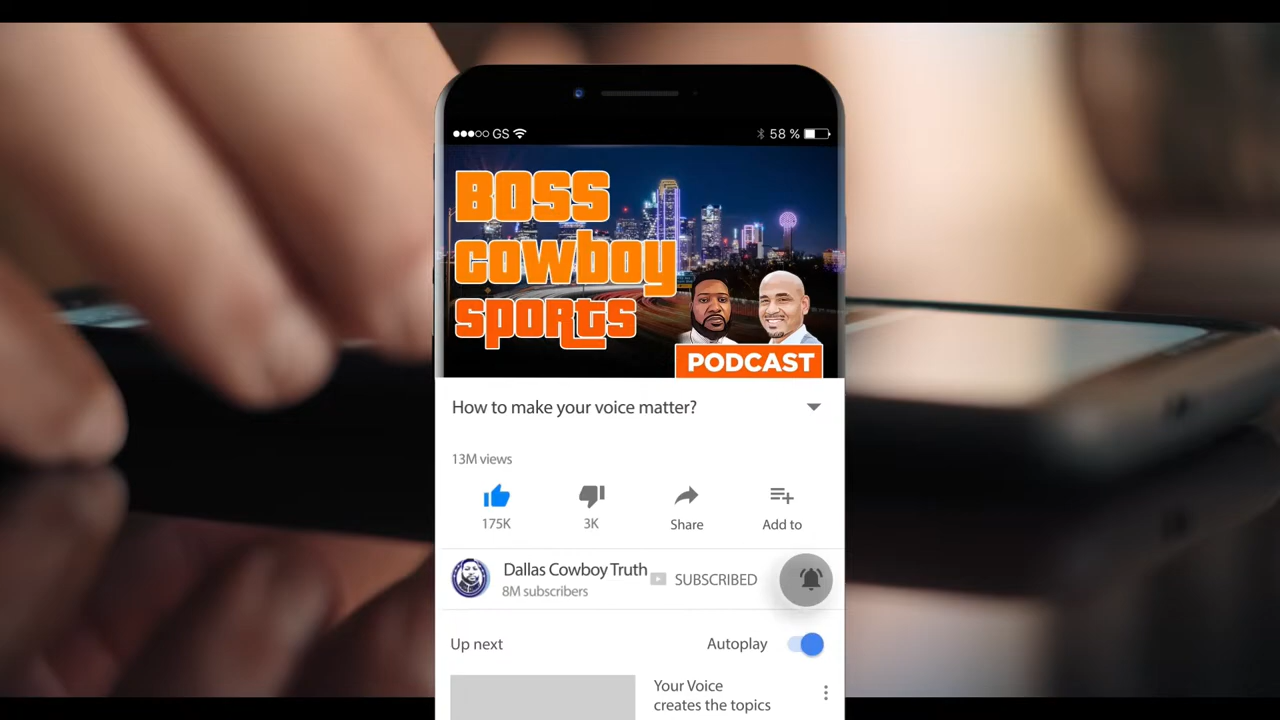 GS
58 %
BOSS
cowboy
sports
PODCAST
How to make your voice matter?
13M views
175K
3K
Share
Add to
Dallas Cowboy Truth
SUBSCRIBED
8M subscribers
Up next
Autoplay
Your Voice
creates the topics